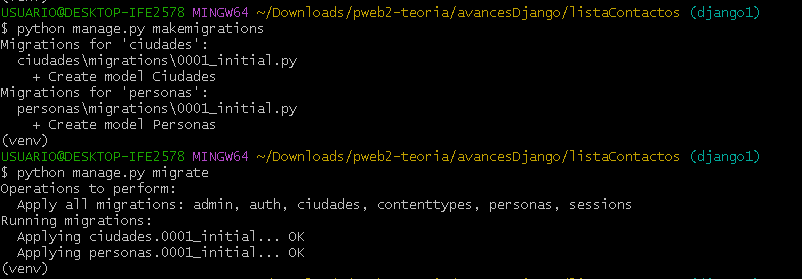 USUARIO@DESKTOP-IFE2578 MINGW64 ~/Downloads/pweb2-teoria/avancesDjango/listaContactos (django1)
$ python manage.py makemigrations
Migrations for 'ciudades':
  ciudades\migrations\0001_initial.py
    + Create model Ciudades
Migrations for 'personas':
  personas\migrations\0001_initial.py
    + Create model Personas
(venv)
USUARIO@DESKTOP-IFE2578 MINGW64 ~/Downloads/pweb2-teoria/avancesDjango/listaContactos (django1)
$ python manage.py migrate
Operations to perform:
  Apply all migrations: admin, auth, ciudades, contenttypes, personas, sessions
Running migrations:
  Applying ciudades.0001_initial... OK
  Applying personas.0001_initial... OK
(venv)